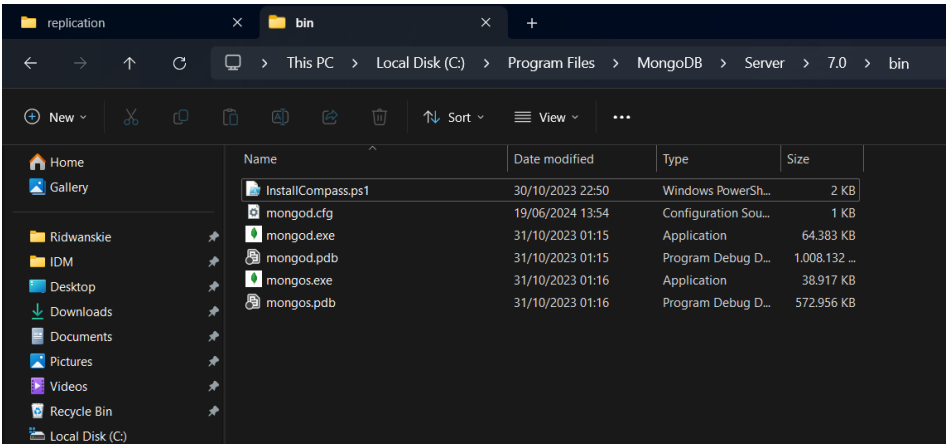 replication
bin
This PC > Local Disk (C:) > Program Files > MongoDB > Server > 7.0 > bin
New
Sort
View
Home
Gallery
Ridwanskie
IDM
Desktop
Downloads
Documents
Pictures
Videos
Recycle Bin
Local Disk (C:)
Name Date modified Type Size
InstallCompass.ps1 30/10/2023 22:50 Windows PowerSh... 2 KB
mongod.cfg 19/06/2024 13:54 Configuration Sou... 1 KB
mongod.exe 31/10/2023 01:15 Application 64.383 KB
mongod.pdb 31/10/2023 01:15 Program Debug D... 1.008.132 ...
mongos.exe 31/10/2023 01:16 Application 38.917 KB
mongos.pdb 31/10/2023 01:16 Program Debug D... 572.956 KB